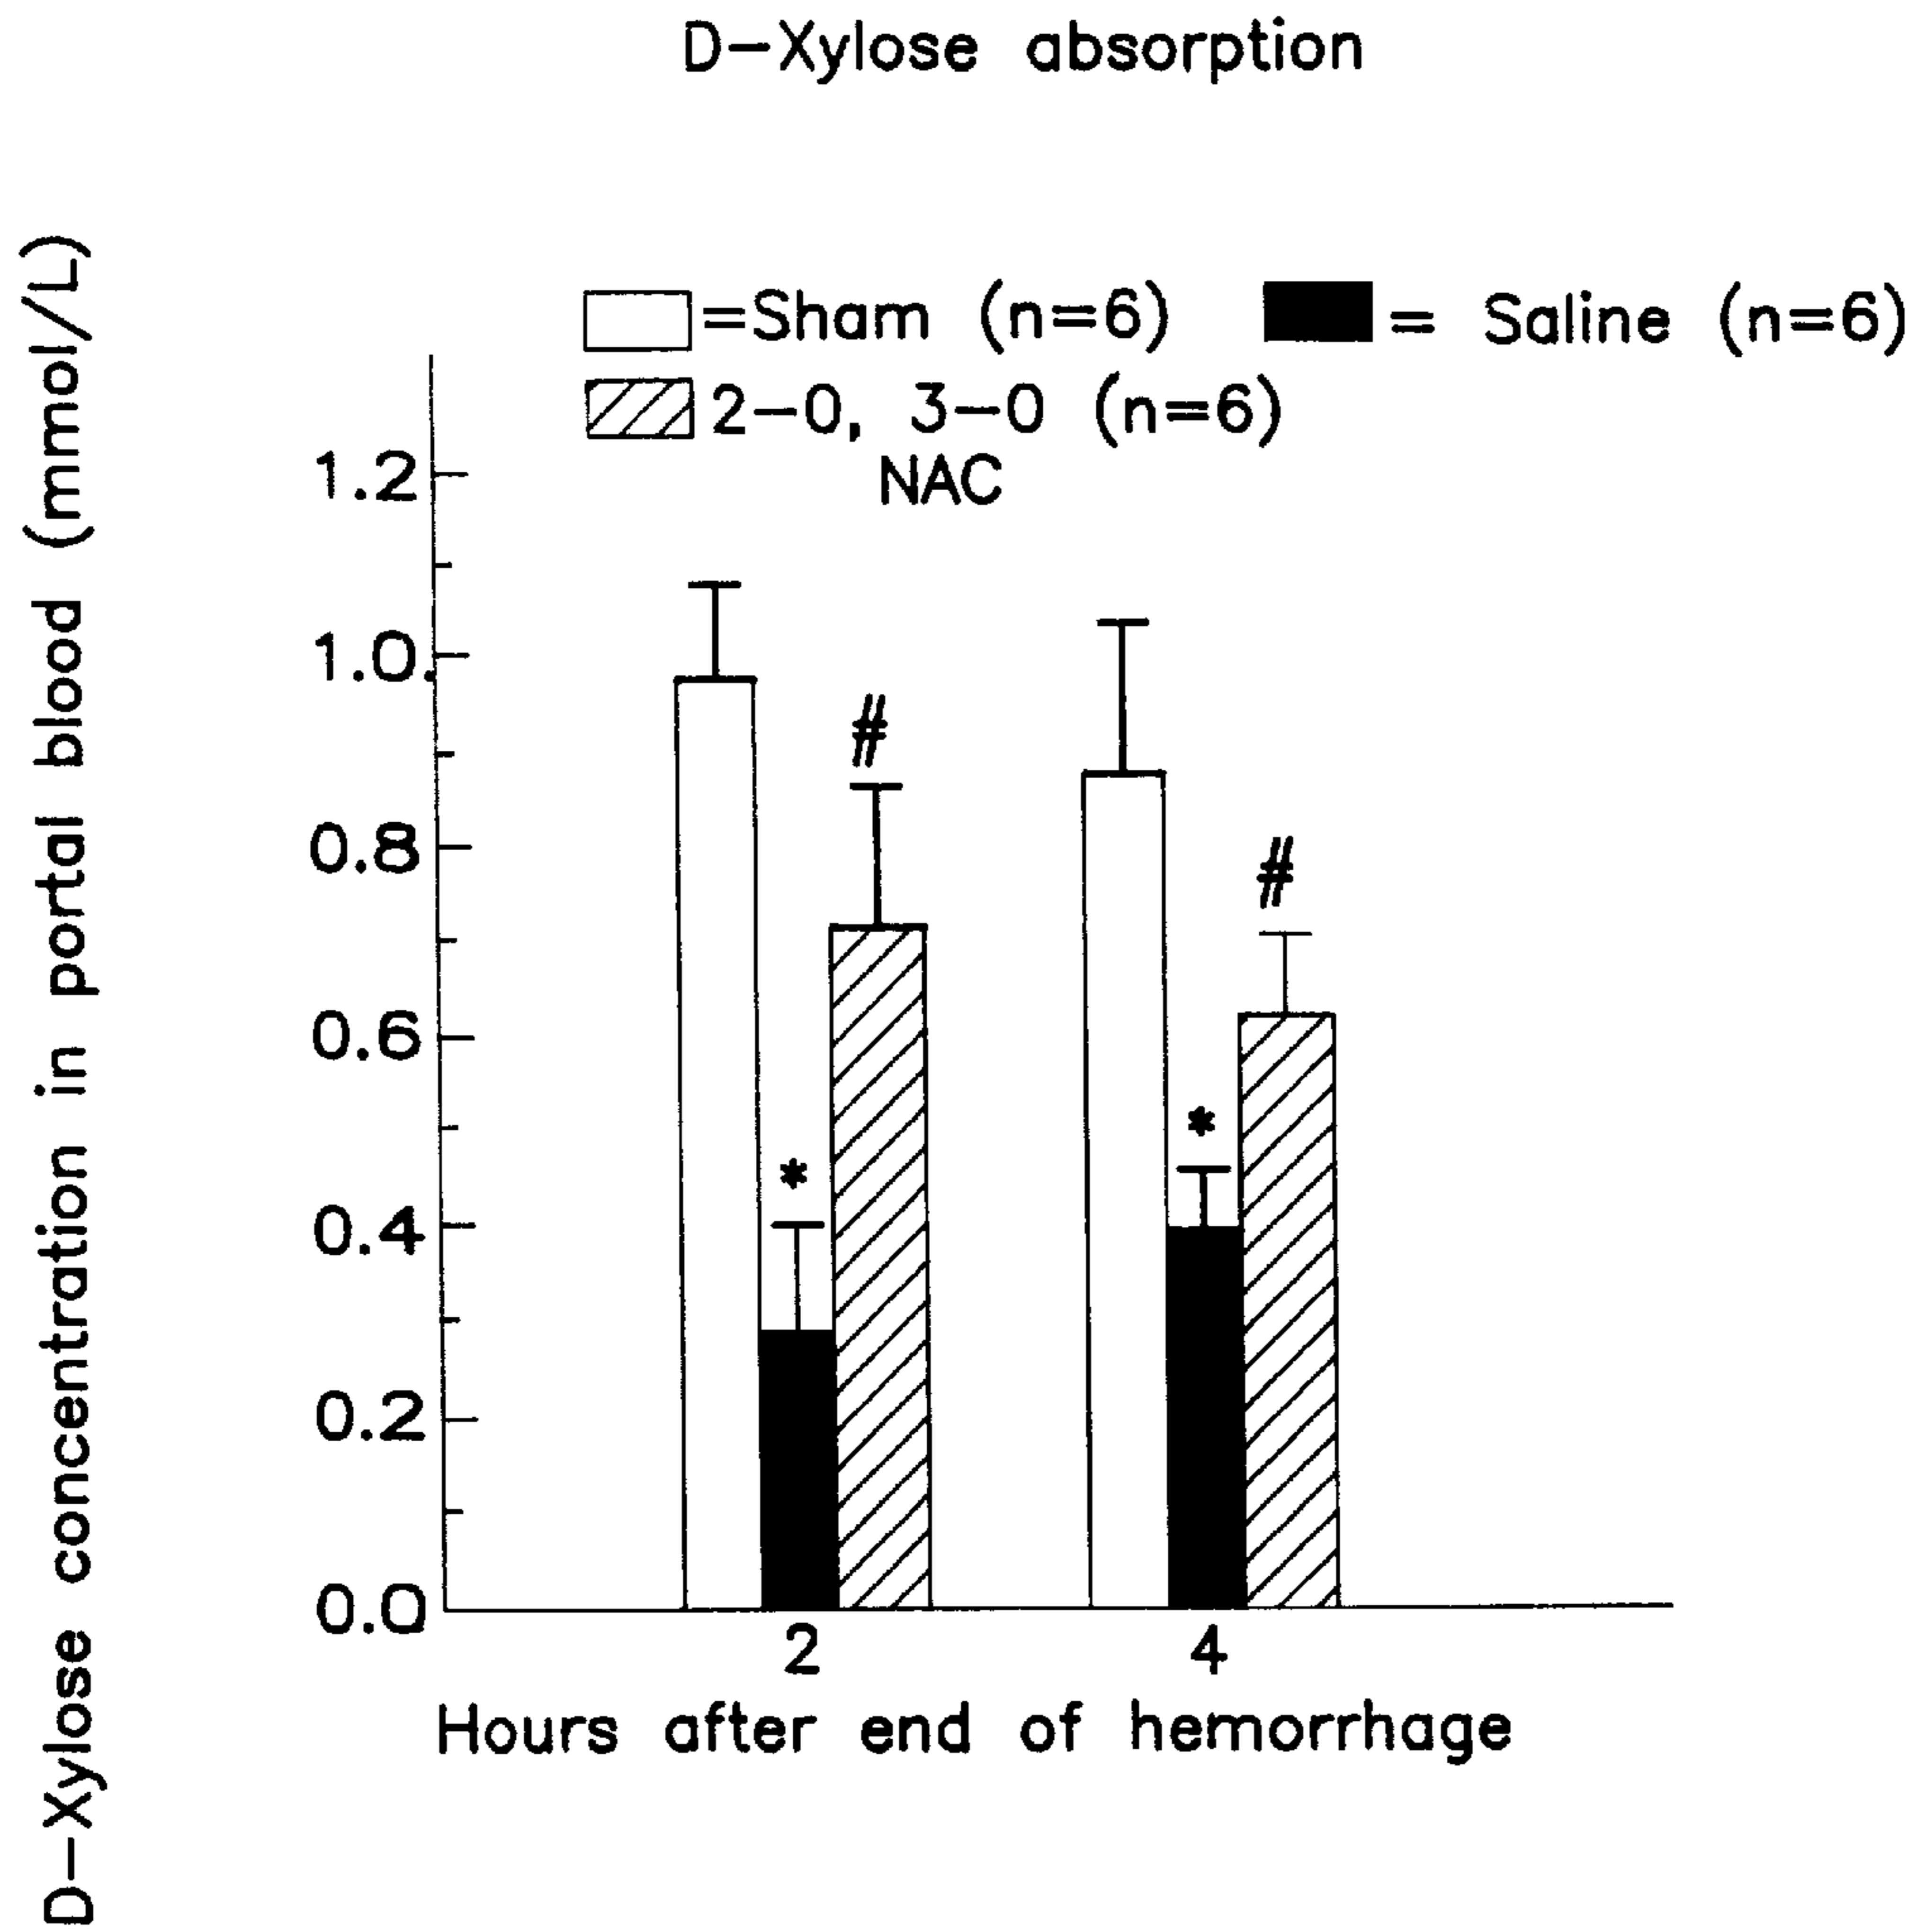 D-Xylose absorption
=Sham (n=6)
= Saline (n=6)
2-0, 3-0 (n=6)
NAC
D-Xylose concentration in portal blood (mmol/L)
1.2
1.0
#
0.8
#
0.6
*
*
0.4
0.2
0.0
2
4
Hours after end of hemorrhage